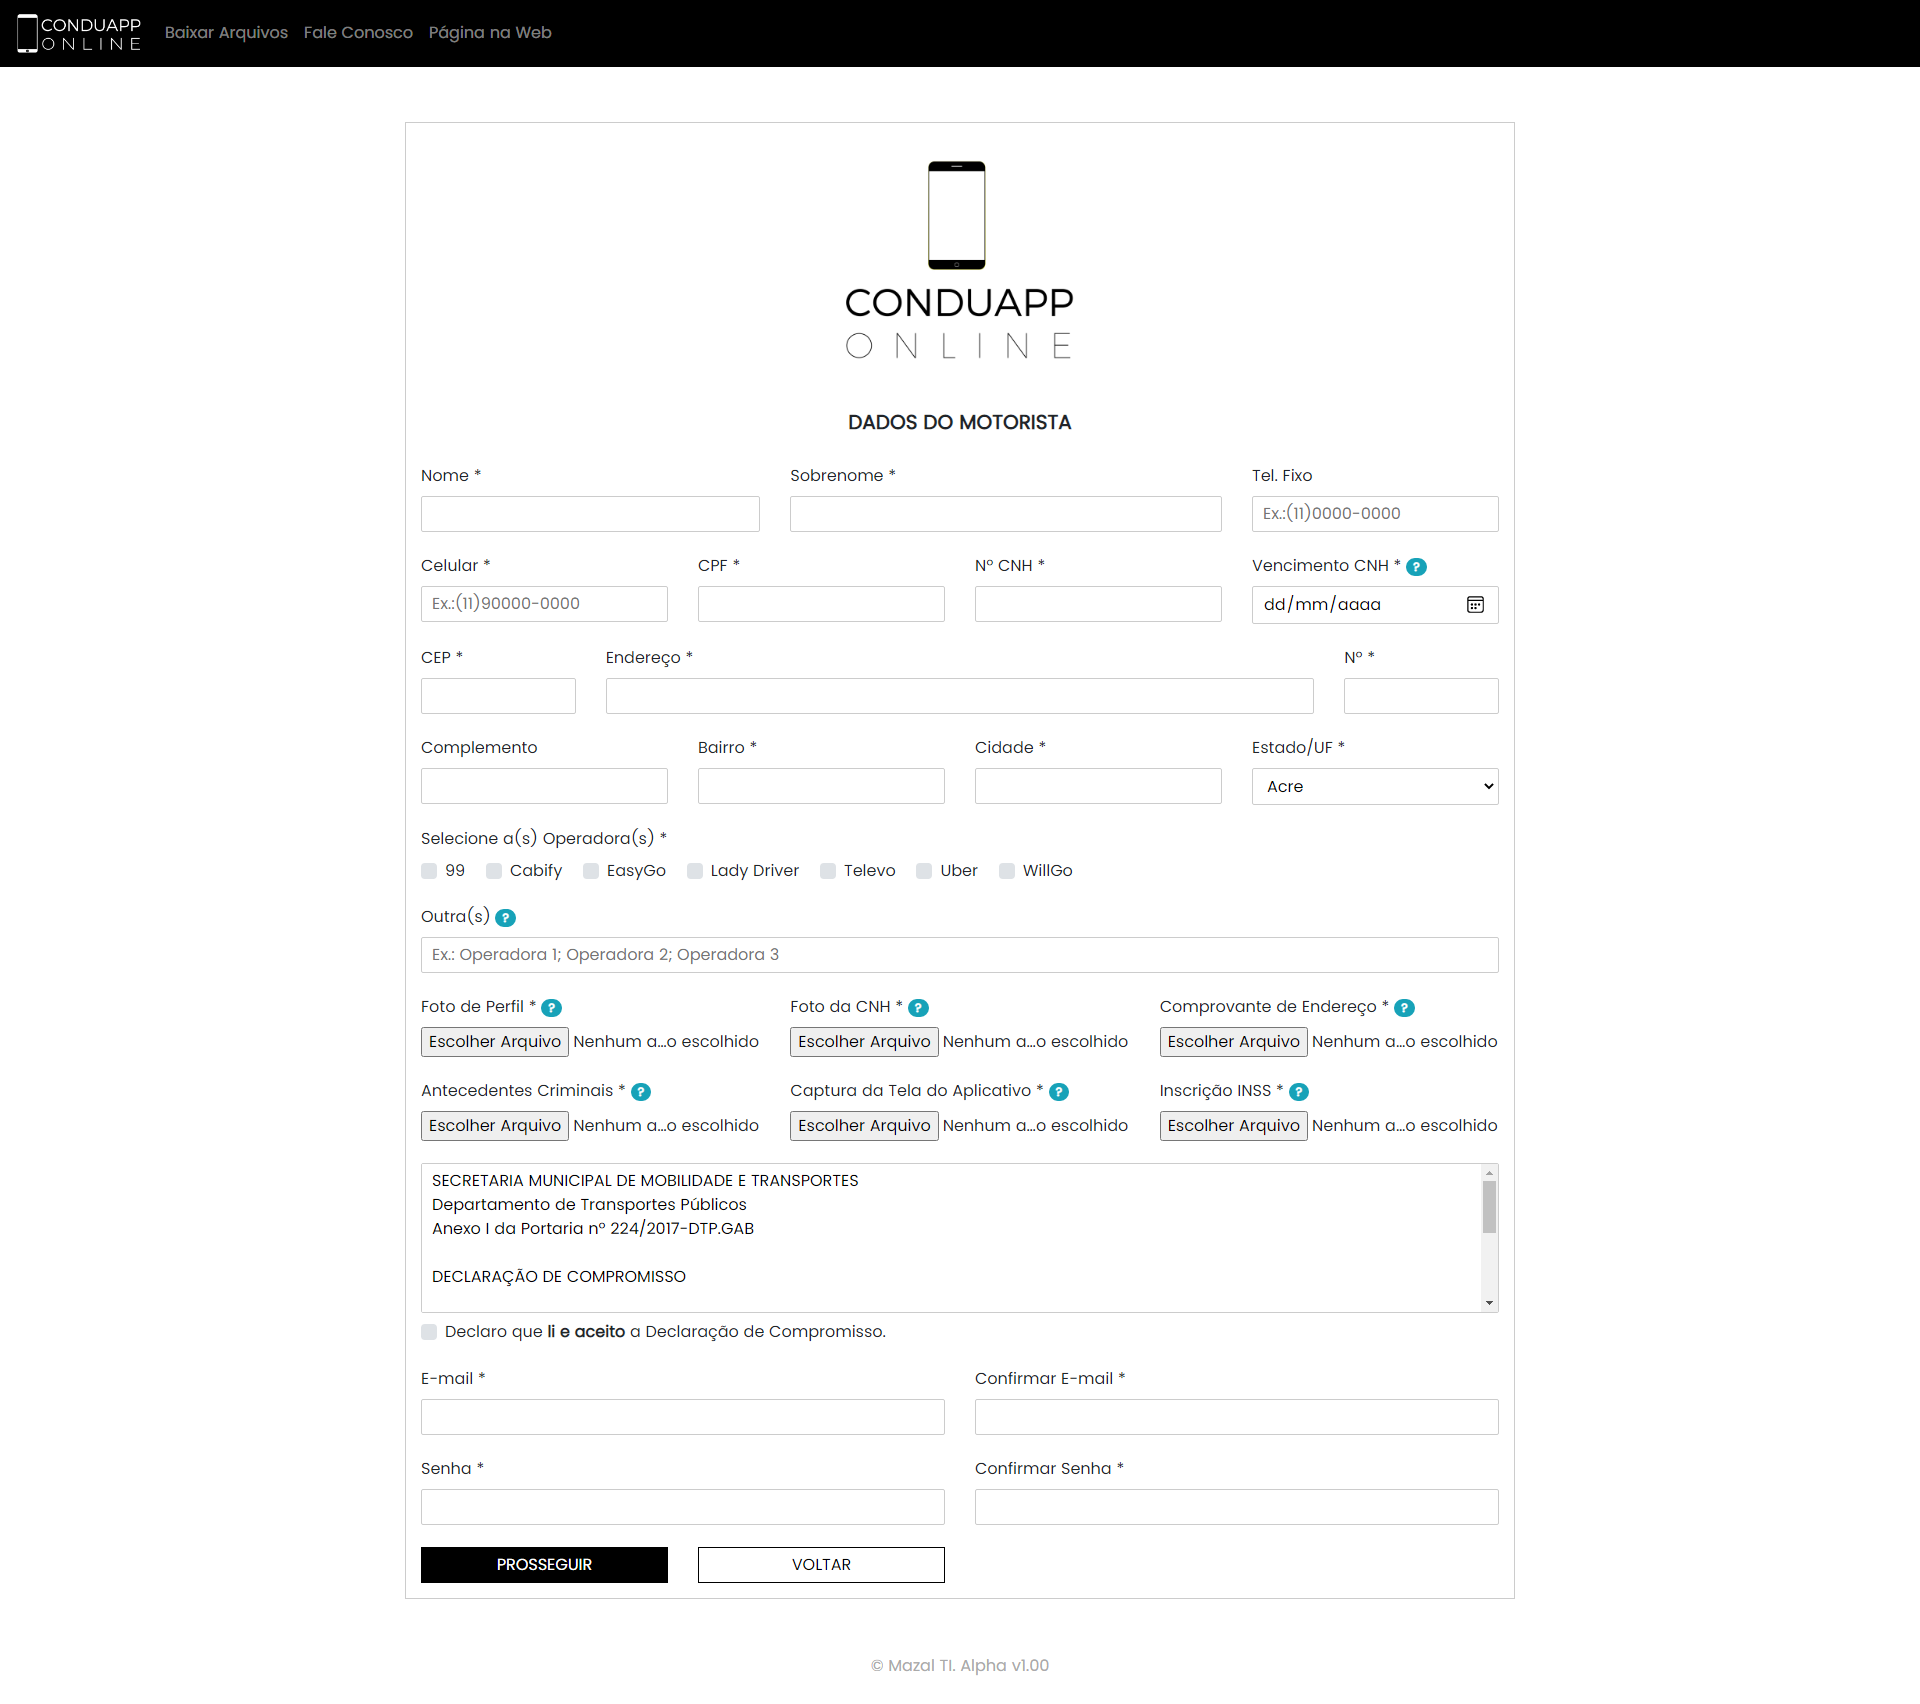 CONDUAPP
ONLINE
Baixar Arquivos Fale Conosco Página na Web
CONDUAPP
ONLINE
DADOS DO MOTORISTA
Nome * Sobrenome * Tel. Fixo
Ex.:(11)0000-0000
Celular * CPF * Nº CNH * Vencimento CNH * ?
Ex.:(11)90000-0000 dd/mm/aaaa
CEP * Endereço * Nº *
Complemento Bairro * Cidade * Estado/UF *
Acre
Selecione a(s) Operadora(s) *
99 Cabify EasyGo Lady Driver Televo Uber WillGo
Outra(s) ?
Ex.: Operadora 1; Operadora 2; Operadora 3
Foto de Perfil * ? Foto da CNH * ? Comprovante de Endereço * ?
Escolher Arquivo Nenhum a...o escolhido Escolher Arquivo Nenhum a...o escolhido Escolher Arquivo Nenhum a...o escolhido
Antecedentes Criminais * ? Captura da Tela do Aplicativo * ? Inscrição INSS * ?
Escolher Arquivo Nenhum a...o escolhido Escolher Arquivo Nenhum a...o escolhido Escolher Arquivo Nenhum a...o escolhido
SECRETARIA MUNICIPAL DE MOBILIDADE E TRANSPORTES
Departamento de Transportes Públicos
Anexo I da Portaria nº 224/2017-DTP.GAB
DECLARAÇÃO DE COMPROMISSO
Declaro que li e aceito a Declaração de Compromisso.
E-mail * Confirmar E-mail *
Senha * Confirmar Senha *
PROSSEGUIR VOLTAR
© Mazal TI. Alpha v1.00